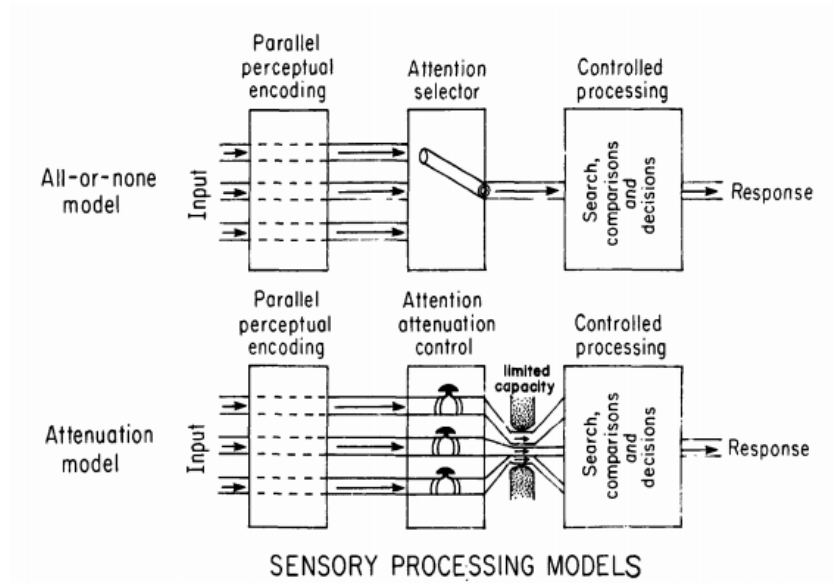 Parallel
perceptual
encoding
Attention
selector
Controlled
processing
All-or-none
model
Input
Search,
comparisons
and
decisions
Response
Parallel
perceptual
encoding
Attention
attenuation
control
limited
capacity
Controlled
processing
Attenuation
model
Input
Search,
comparisons
and
decisions
Response
SENSORY PROCESSING MODELS